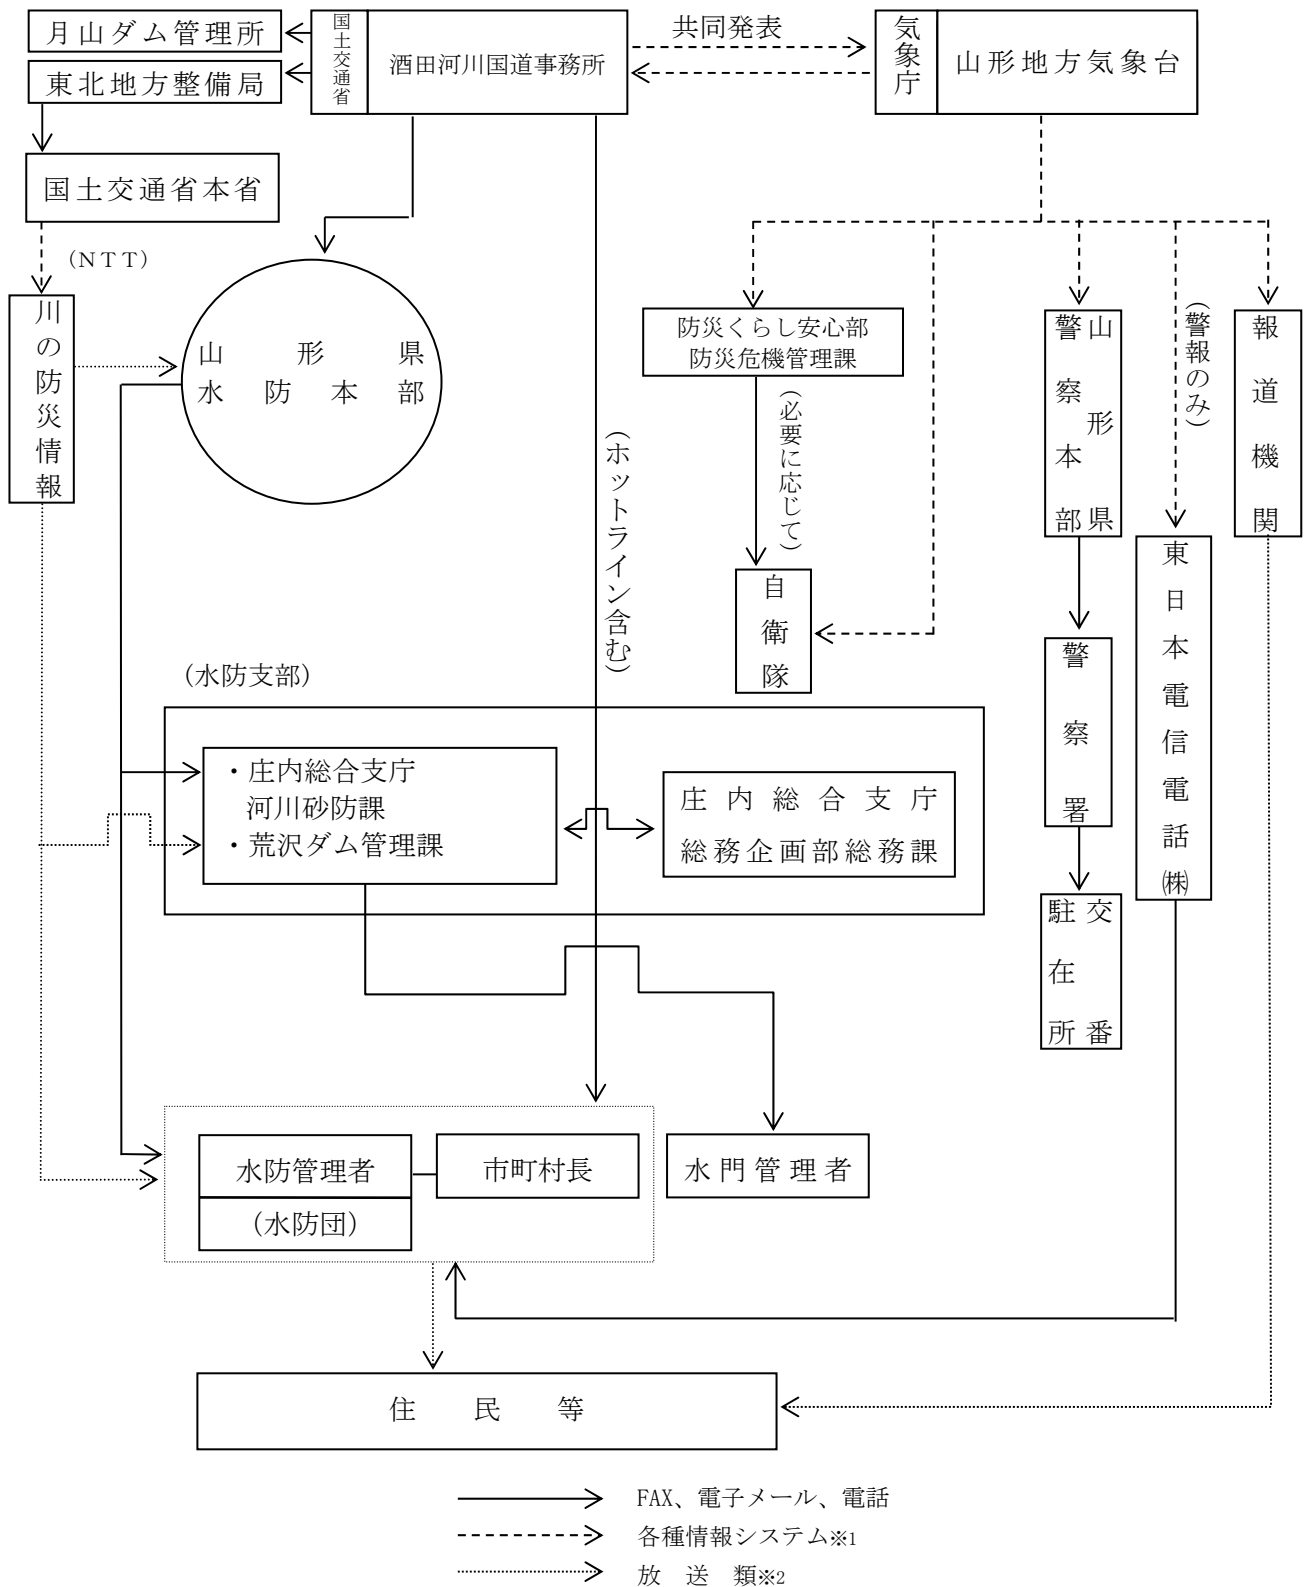 月山ダム管理所
国土交通省
酒田河川国道事務所
共同発表
気象庁
山形地方気象台
東北地方整備局
国土交通省本省
(NTT)
川の防災情報
山形県
水防本部
(ホットライン含む)
防災くらし安心部
防災危機管理課
(必要に応じて)
自衛隊
山形県
警察本部
警察署
交番
駐在所
(警報のみ)
東日本電信電話㈱
報道機関
(水防支部)
・庄内総合支庁
河川砂防課
・荒沢ダム管理課
庄内総合支庁
総務企画部総務課
水防管理者
(水防団)
市町村長
水門管理者
住民等
FAX、電子メール、電話
各種情報システム※1
放送類※2